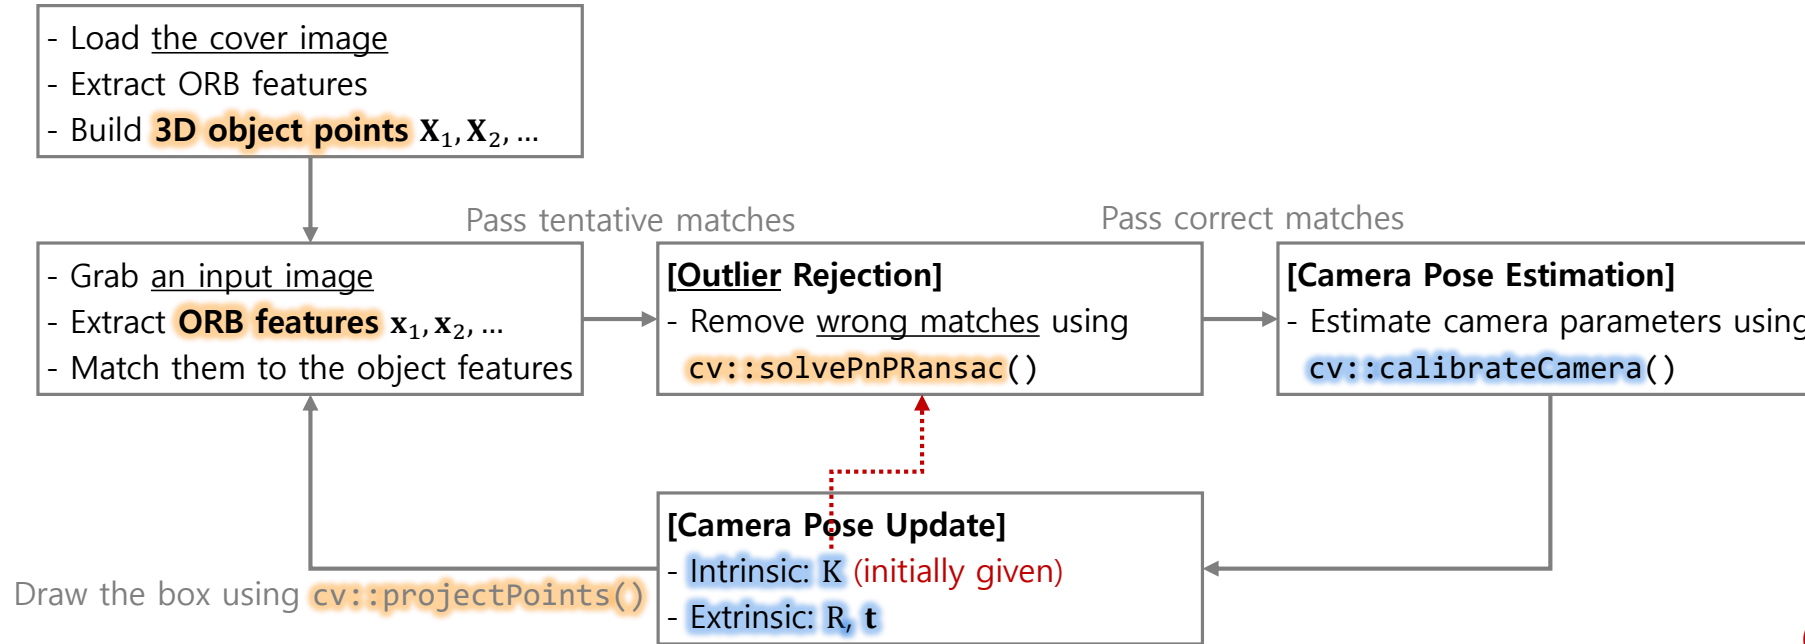 - Load the cover image
- Extract ORB features
- Build 3D object points X₁, X₂, …
Pass tentative matches
Pass correct matches
- Grab an input image
- Extract ORB features x₁, x₂, …
- Match them to the object features
[Outlier Rejection]
- Remove wrong matches using
cv::solvePnPRansac()
[Camera Pose Estimation]
- Estimate camera parameters using
cv::calibrateCamera()
[Camera Pose Update]
- Intrinsic: K (initially given)
- Extrinsic: R, t
Draw the box using cv::projectPoints()